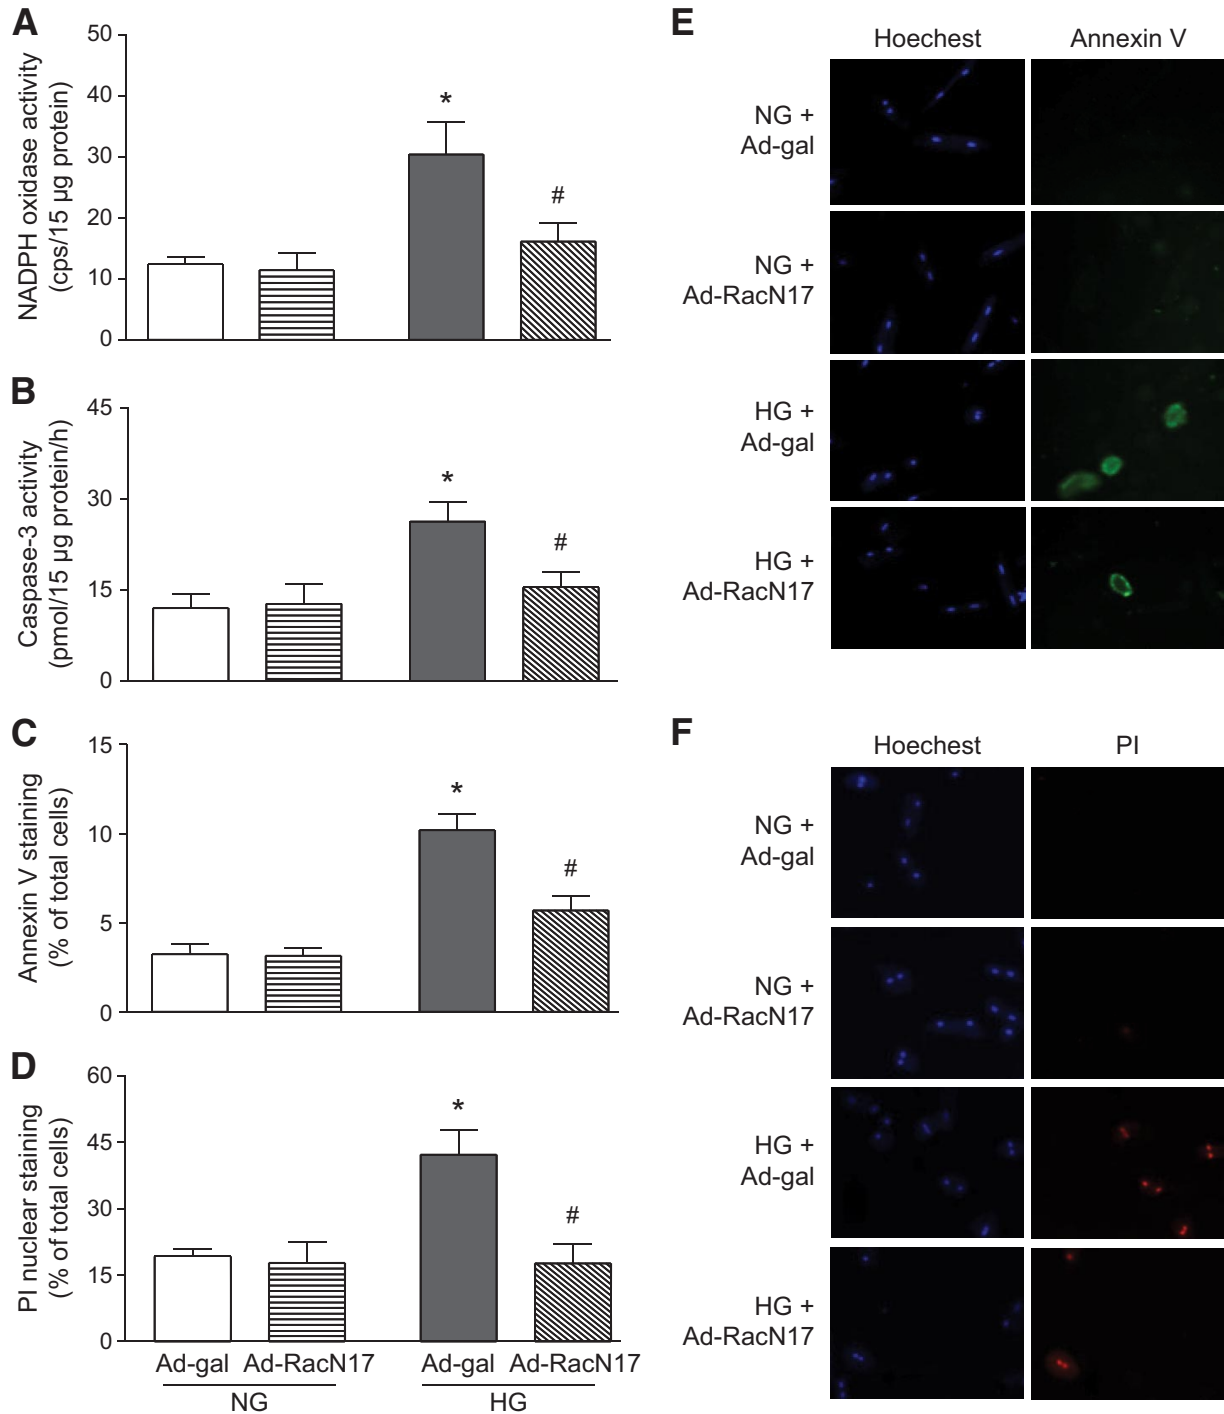 A
NADPH oxidase activity
(cps/15 µg protein)
50
40
30
20
10
0
*
#
B
Caspase-3 activity
(pmol/15 µg protein/h)
45
30
15
0
*
#
C
Annexin V staining
(% of total cells)
15
10
5
0
*
#
D
PI nuclear staining
(% of total cells)
60
45
30
15
0
*
#
Ad-gal Ad-RacN17 Ad-gal Ad-RacN17
NG HG
E
Hoechest Annexin V
NG +
Ad-gal
NG +
Ad-RacN17
HG +
Ad-gal
HG +
Ad-RacN17
F
Hoechest PI
NG +
Ad-gal
NG +
Ad-RacN17
HG +
Ad-gal
HG +
Ad-RacN17